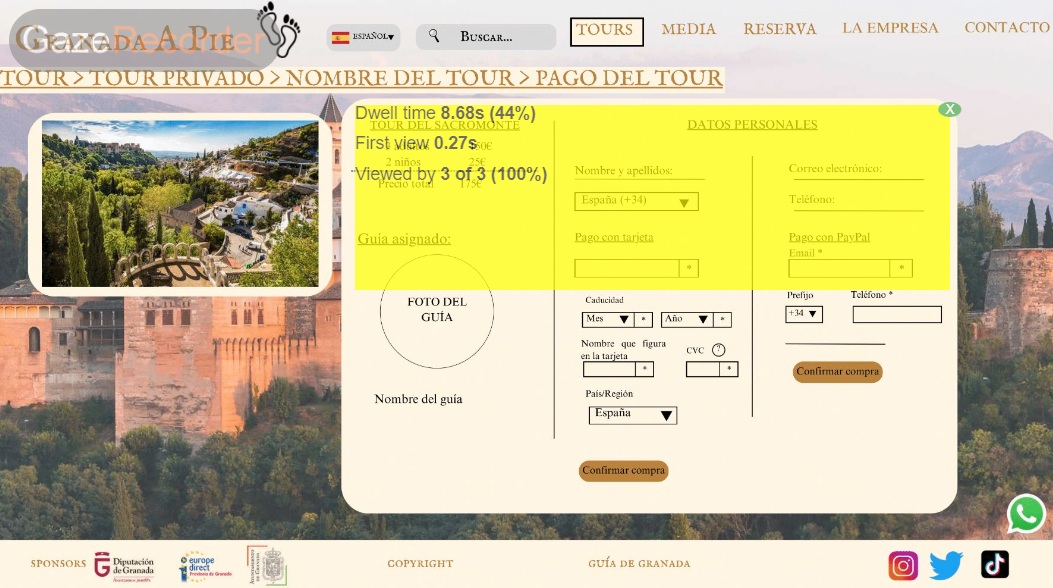 GRANADA A PIE
GazeRecorder
ESPAÑOL
BUSCAR...
TOURS
MEDIA
RESERVA
LA EMPRESA
CONTACTO
TOUR > TOUR PRIVADO > NOMBRE DEL TOUR > PAGO DEL TOUR
Dwell time 8.68s (44%)
First view 0.27s
Viewed by 3 of 3 (100%)
X
TOUR DEL SACROMONTE
2 niños 25€
Precio total 175€
Guía asignado:
FOTO DEL
GUÍA
Nombre del guía
DATOS PERSONALES
Nombre y apellidos:
España (+34)
Pago con tarjeta
*
Caducidad
Mes * Año *
Nombre que figura
en la tarjeta
*
CVC ?
*
País/Región
España
Confirmar compra
Correo electrónico:
Teléfono:
Pago con PayPal
Email *
*
Prefijo Teléfono *
+34
Confirmar compra
SPONSORS
Diputación
de Granada
europe
direct
Provincia de Granada
COPYRIGHT
GUÍA DE GRANADA